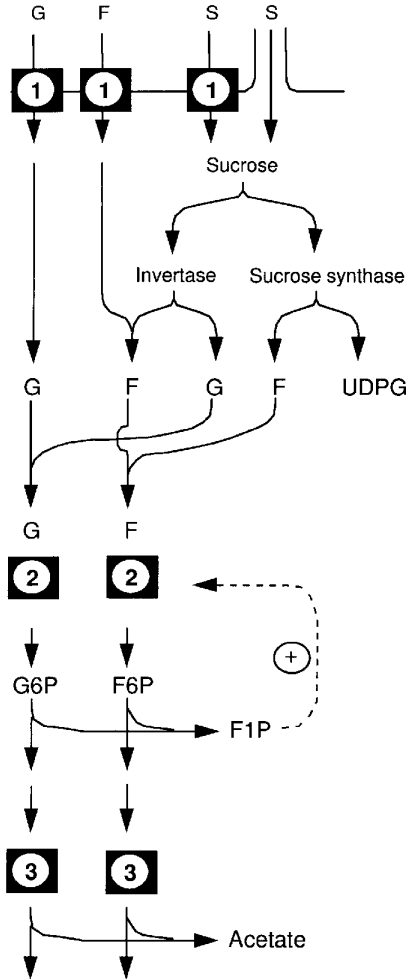 G F S S
1 1 1
Sucrose
Invertase Sucrose synthase
G F G F UDPG
G F
2 2
+
G6P F6P
F1P
3 3
Acetate